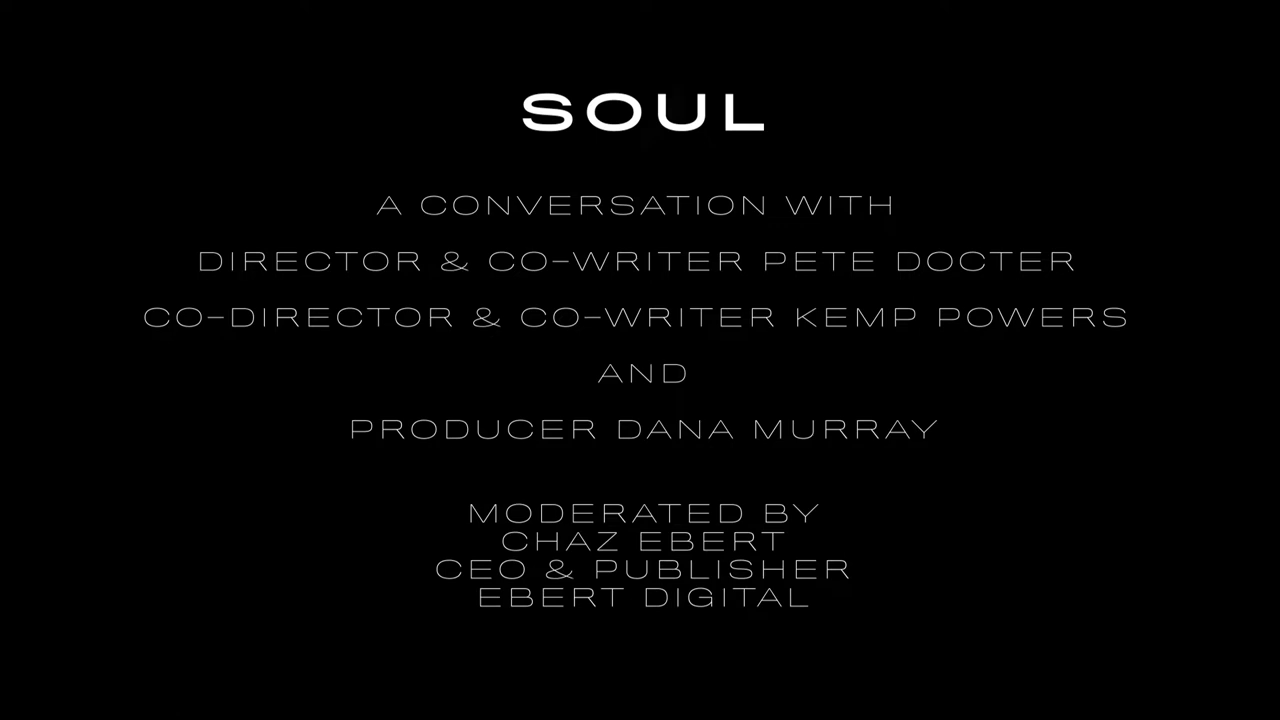 SOUL
A CONVERSATION WITH
DIRECTOR & CO-WRITER PETE DOCTER
CO-DIRECTOR & CO-WRITER KEMP POWERS
AND
PRODUCER DANA MURRAY
MODERATED BY
CHAZ EBERT
CEO & PUBLISHER
EBERT DIGITAL